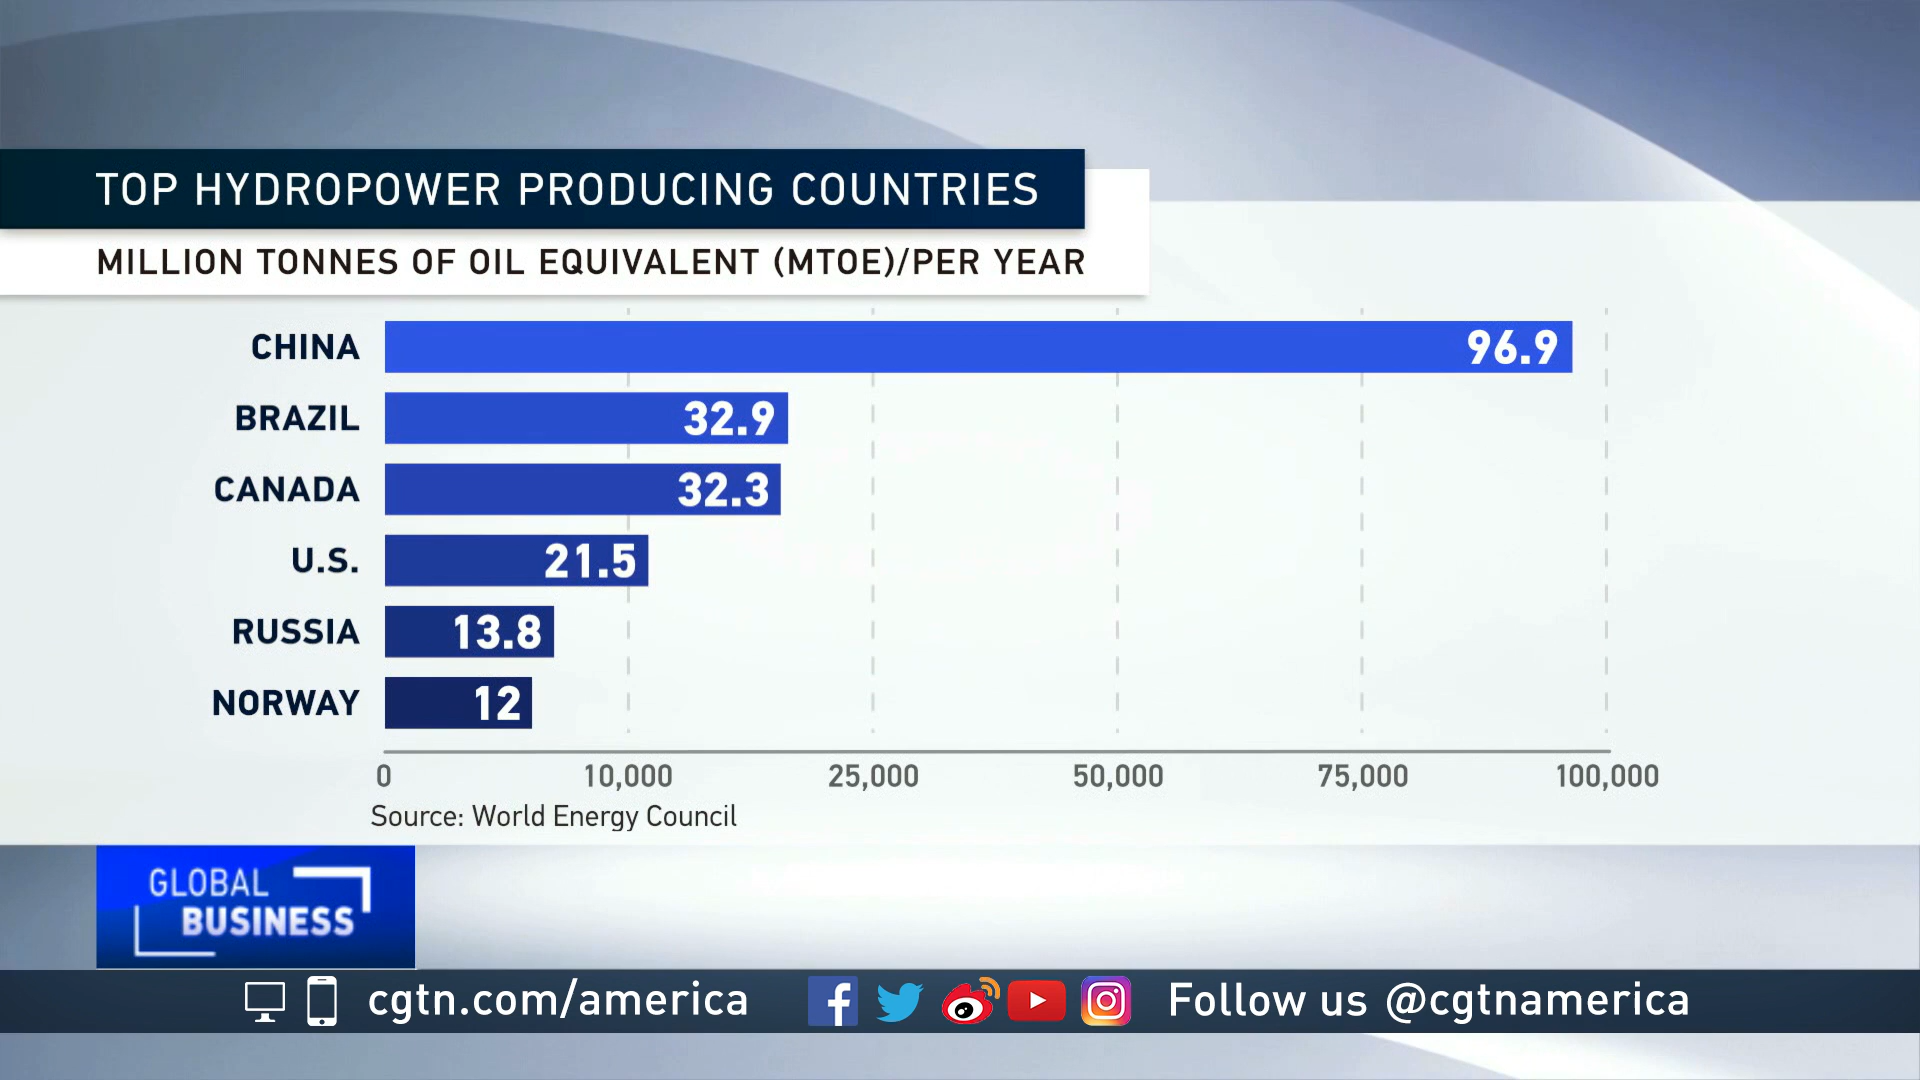 TOP HYDROPOWER PRODUCING COUNTRIES
MILLION TONNES OF OIL EQUIVALENT (MTOE)/PER YEAR
CHINA 96.9
BRAZIL 32.9
CANADA 32.3
U.S. 21.5
RUSSIA 13.8
NORWAY 12
0 10,000 25,000 50,000 75,000 100,000
Source: World Energy Council
GLOBAL
BUSINESS
cgtn.com/america Follow us @cgtnamerica